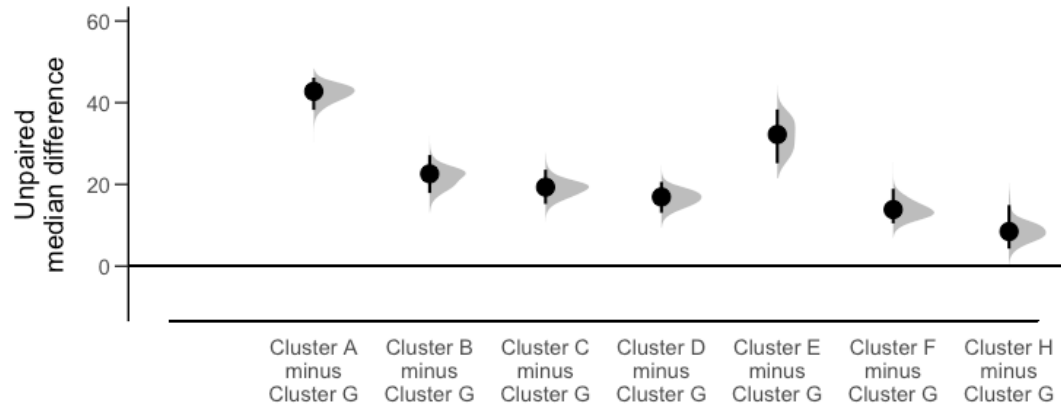 60
40
20
0
Unpaired
median difference
Cluster A
minus
Cluster G
Cluster B
minus
Cluster G
Cluster C
minus
Cluster G
Cluster D
minus
Cluster G
Cluster E
minus
Cluster G
Cluster F
minus
Cluster G
Cluster H
minus
Cluster G